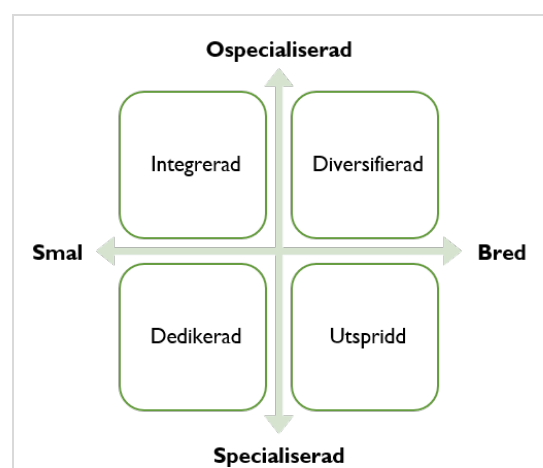 Ospecialiserad
Integrerad
Diversifierad
Smal
Bred
Dedikerad
Utspridd
Specialiserad